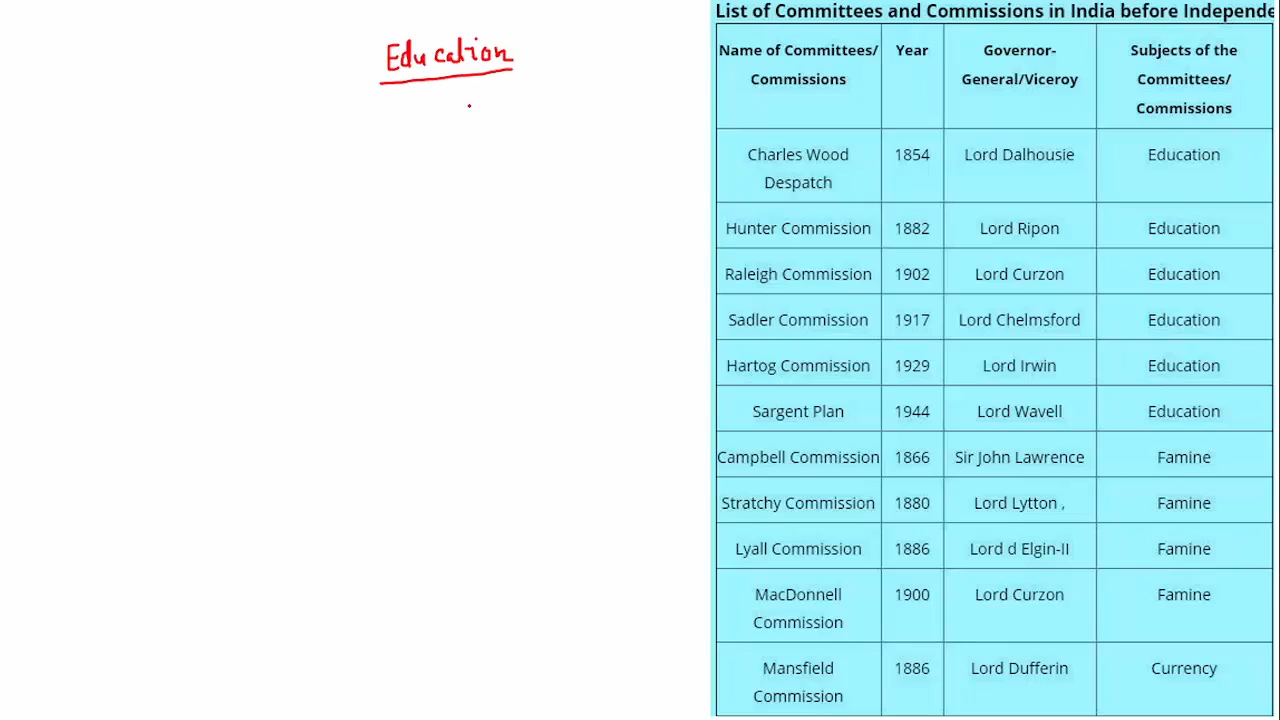 Education
List of Committees and Commissions in India before Independe
Name of Committees/ Commissions Year Governor-General/Viceroy Subjects of the Committees/ Commissions
Charles Wood Despatch 1854 Lord Dalhousie Education
Hunter Commission 1882 Lord Ripon Education
Raleigh Commission 1902 Lord Curzon Education
Sadler Commission 1917 Lord Chelmsford Education
Hartog Commission 1929 Lord Irwin Education
Sargent Plan 1944 Lord Wavell Education
Campbell Commission 1866 Sir John Lawrence Famine
Stratchy Commission 1880 Lord Lytton , Famine
Lyall Commission 1886 Lord d Elgin-II Famine
MacDonnell Commission 1900 Lord Curzon Famine
Mansfield Commission 1886 Lord Dufferin Currency